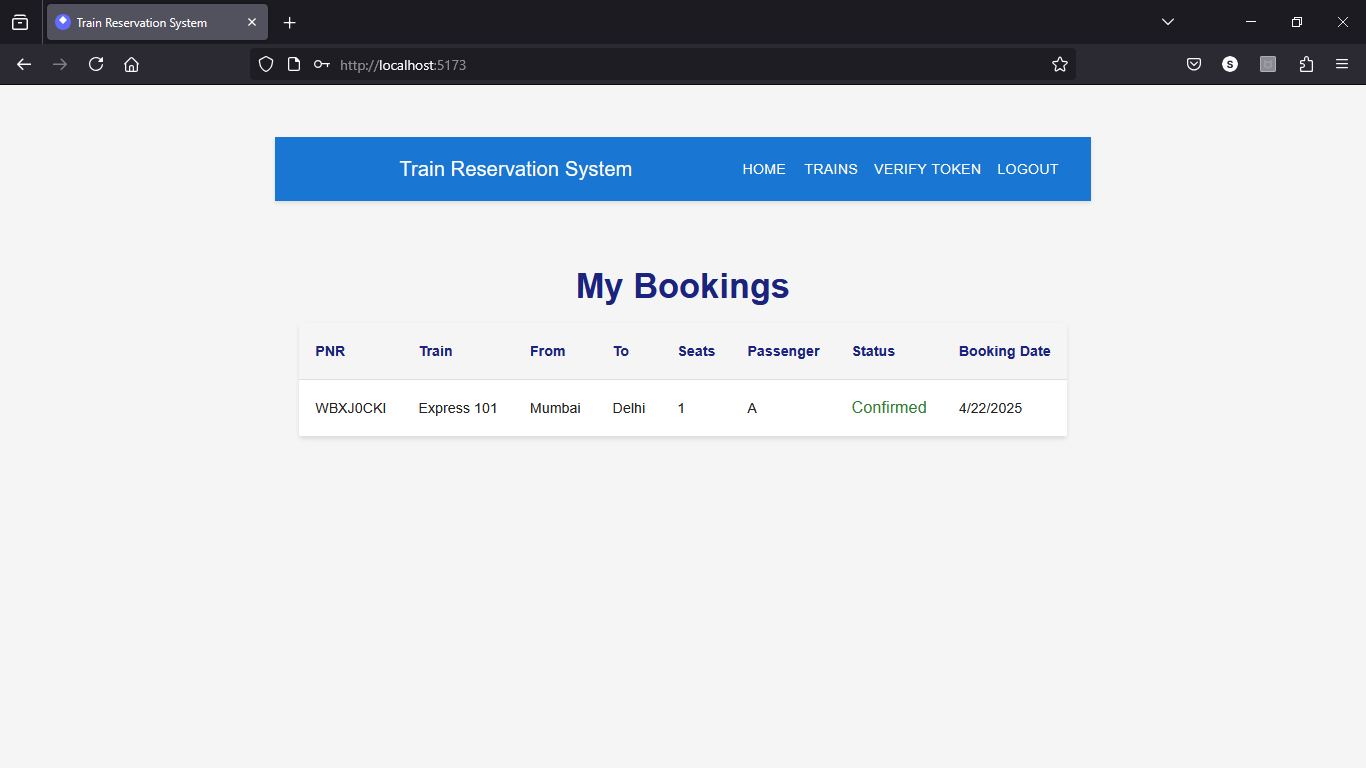 Train Reservation System
http://localhost:5173
S
Train Reservation System HOME TRAINS VERIFY TOKEN LOGOUT
My Bookings
PNR Train From To Seats Passenger Status Booking Date
WBXJ0CKI Express 101 Mumbai Delhi 1 A Confirmed 4/22/2025